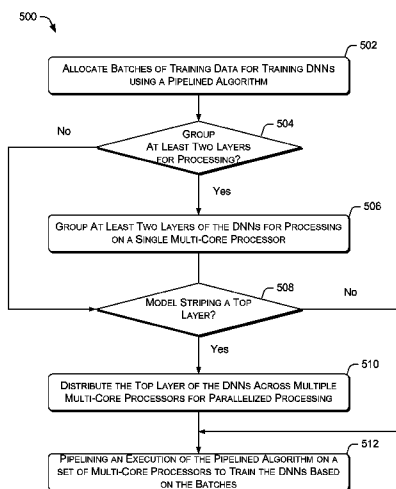 500
502
ALLOCATE BATCHES OF TRAINING DATA FOR TRAINING DNNS
USING A PIPELINED ALGORITHM
504
No
GROUP
AT LEAST TWO LAYERS
FOR PROCESSING?
Yes
506
GROUP AT LEAST TWO LAYERS OF THE DNNS FOR PROCESSING
ON A SINGLE MULTI-CORE PROCESSOR
508
No
MODEL STRIPING A TOP
LAYER?
Yes
510
DISTRIBUTE THE TOP LAYER OF THE DNNS ACROSS MULTIPLE
MULTI-CORE PROCESSORS FOR PARALLELIZED PROCESSING
512
PIPELINING AN EXECUTION OF THE PIPELINED ALGORITHM ON A
SET OF MULTI-CORE PROCESSORS TO TRAIN THE DNNS BASED
ON THE BATCHES